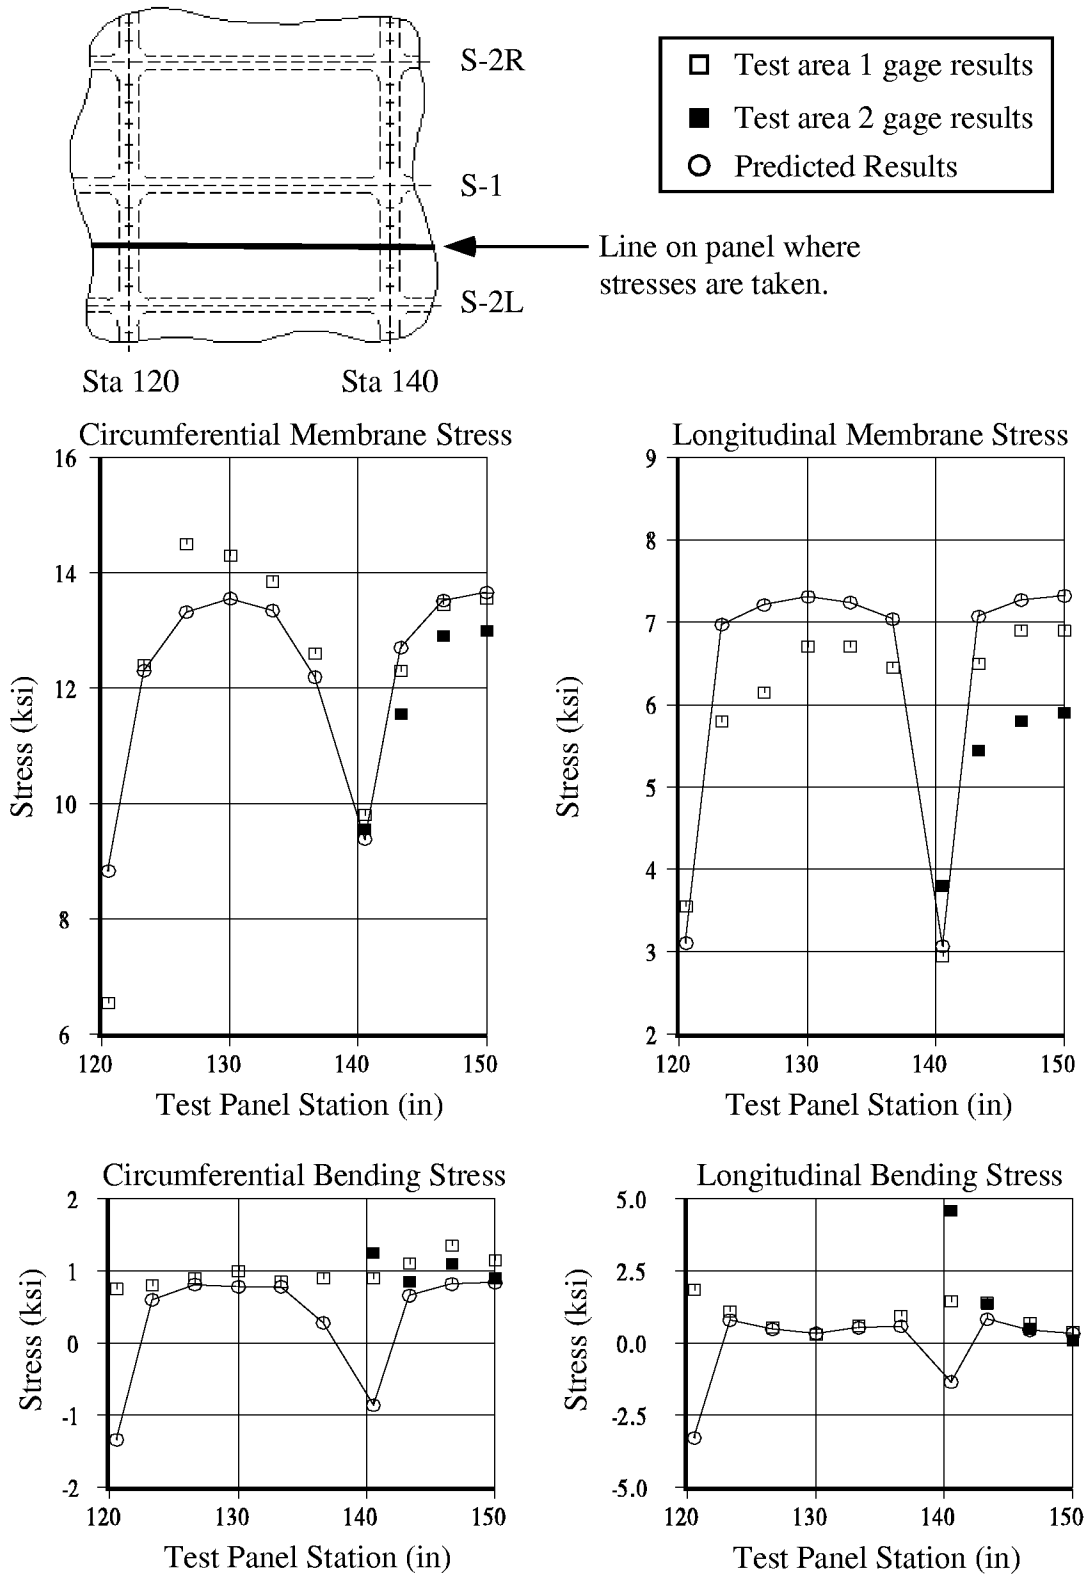 S-2R
S-1
S-2L
Sta 120
Sta 140
Test area 1 gage results
Test area 2 gage results
Predicted Results
Line on panel where
stresses are taken.
Circumferential Membrane Stress
16
14
12
10
8
6
Stress (ksi)
120
130
140
150
Test Panel Station (in)
Longitudinal Membrane Stress
9
8
7
6
5
4
3
2
Stress (ksi)
120
130
140
150
Test Panel Station (in)
Circumferential Bending Stress
2
1
0
-1
-2
Stress (ksi)
120
130
140
150
Test Panel Station (in)
Longitudinal Bending Stress
5.0
2.5
0.0
-2.5
-5.0
Stress (ksi)
120
130
140
150
Test Panel Station (in)